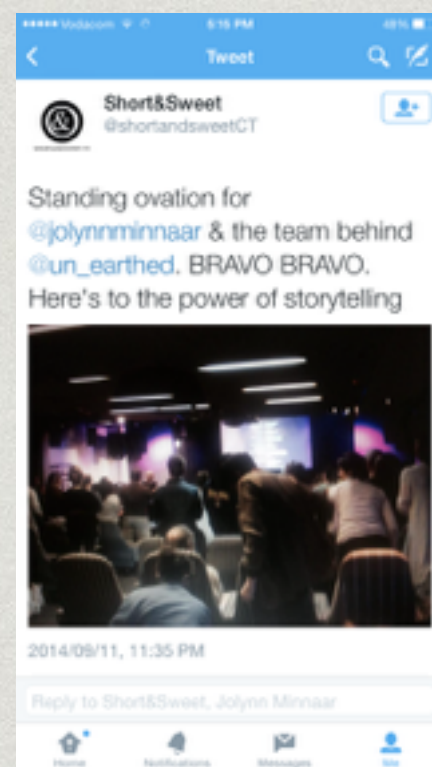 Vodacom 5:15 PM 48%
Tweet
Short&Sweet
@shortandsweetCT
Standing ovation for
@jolynnminnaar & the team behind
@un_earthed. BRAVO BRAVO.
Here's to the power of storytelling
2014/09/11, 11:35 PM
Reply to Short&Sweet, Jolynn Minnaar
Home Notifications Messages Me